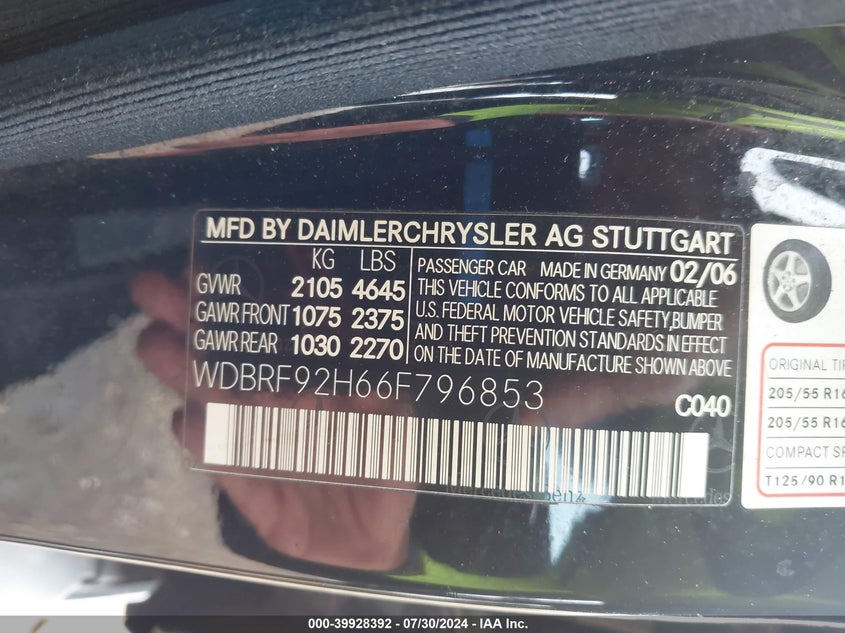 MFD BY DAIMLERCHRYSLER AG STUTTGART
KG LBS
GVWR 2105 4645
GAWR FRONT 1075 2375
GAWR REAR 1030 2270
PASSENGER CAR MADE IN GERMANY 02/06
THIS VEHICLE CONFORMS TO ALL APPLICABLE
U.S. FEDERAL MOTOR VEHICLE SAFETY,BUMPER
AND THEFT PREVENTION STANDARDS IN EFFECT
ON THE DATE OF MANUFACTURE SHOWN ABOVE
WDBRF92H66F796853
C040
Mercedes-Benz
Mercedes
ORIGINAL TI
205/55 R16
205/55 R16
COMPACT SP
T125/90 R1
000-39928392 - 07/30/2024 - IAA, Inc.